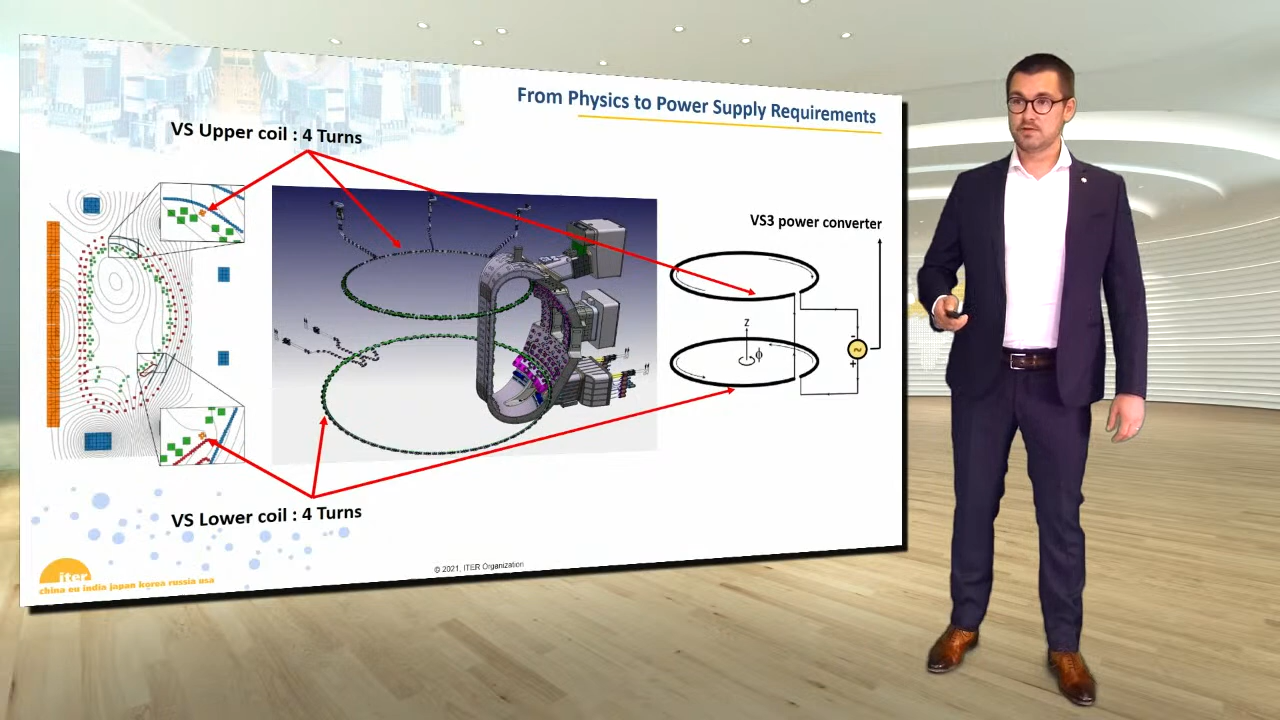 From Physics to Power Supply Requirements
VS Upper coil : 4 Turns
VS3 power converter
Z
ϕ
~
+
VS Lower coil : 4 Turns
© 2021, ITER Organization
iter
china eu india japan korea russia usa